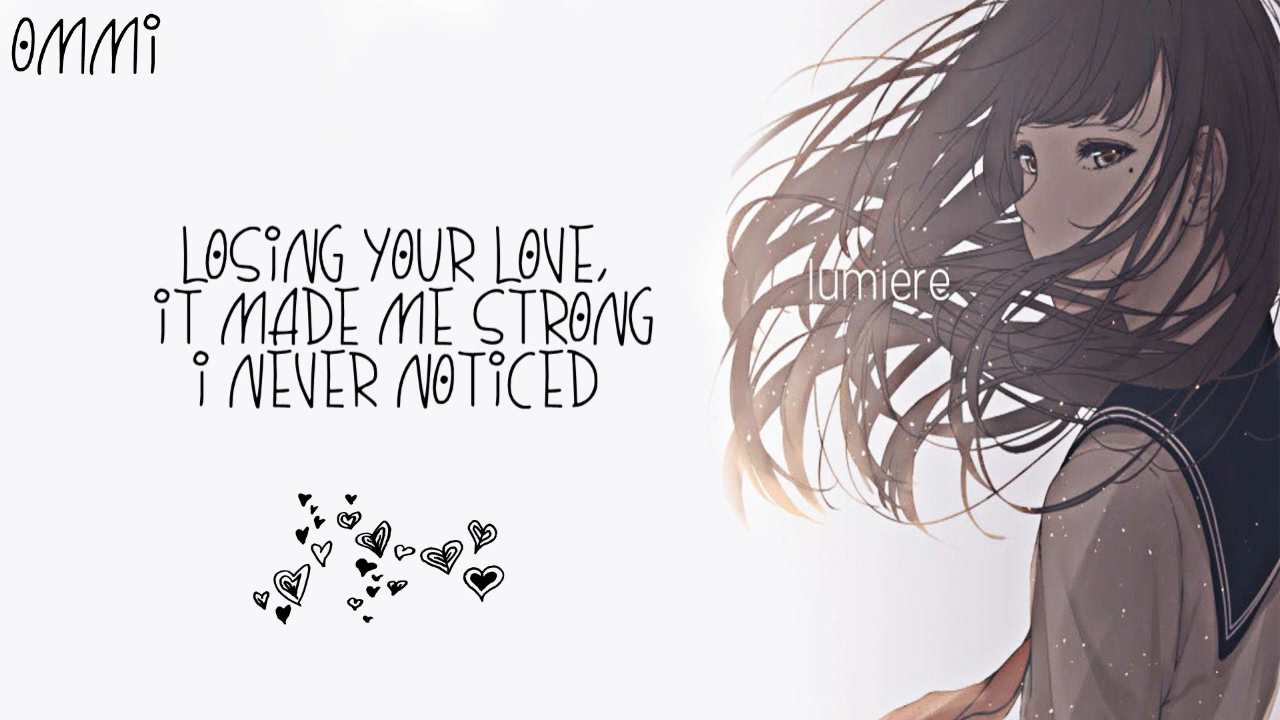 OMMi
LOSiNG YOUR LOVE,
iT MADE ME STRONG
i NEVER NOTiCED
lumiere